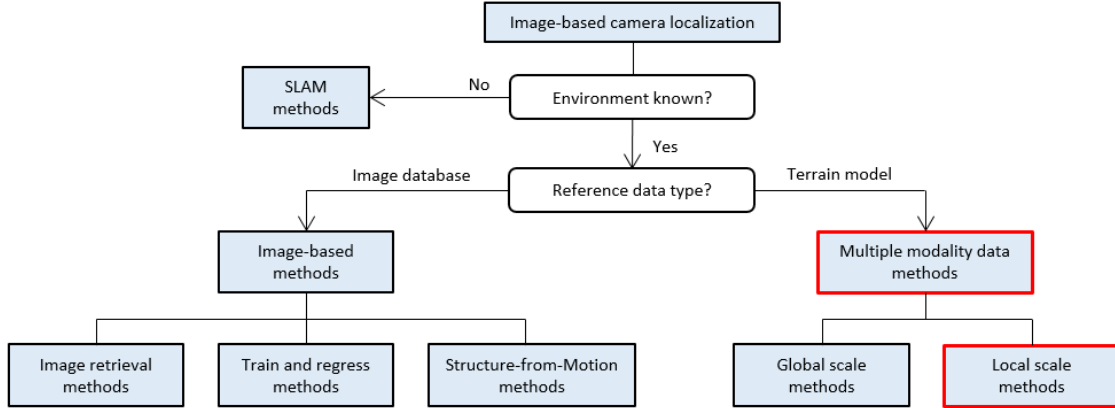 Image-based camera localization
SLAM
methods
No
Environment known?
Yes
Image database
Reference data type?
Terrain model
Image-based
methods
Multiple modality data
methods
Image retrieval
methods
Train and regress
methods
Structure-from-Motion
methods
Global scale
methods
Local scale
methods